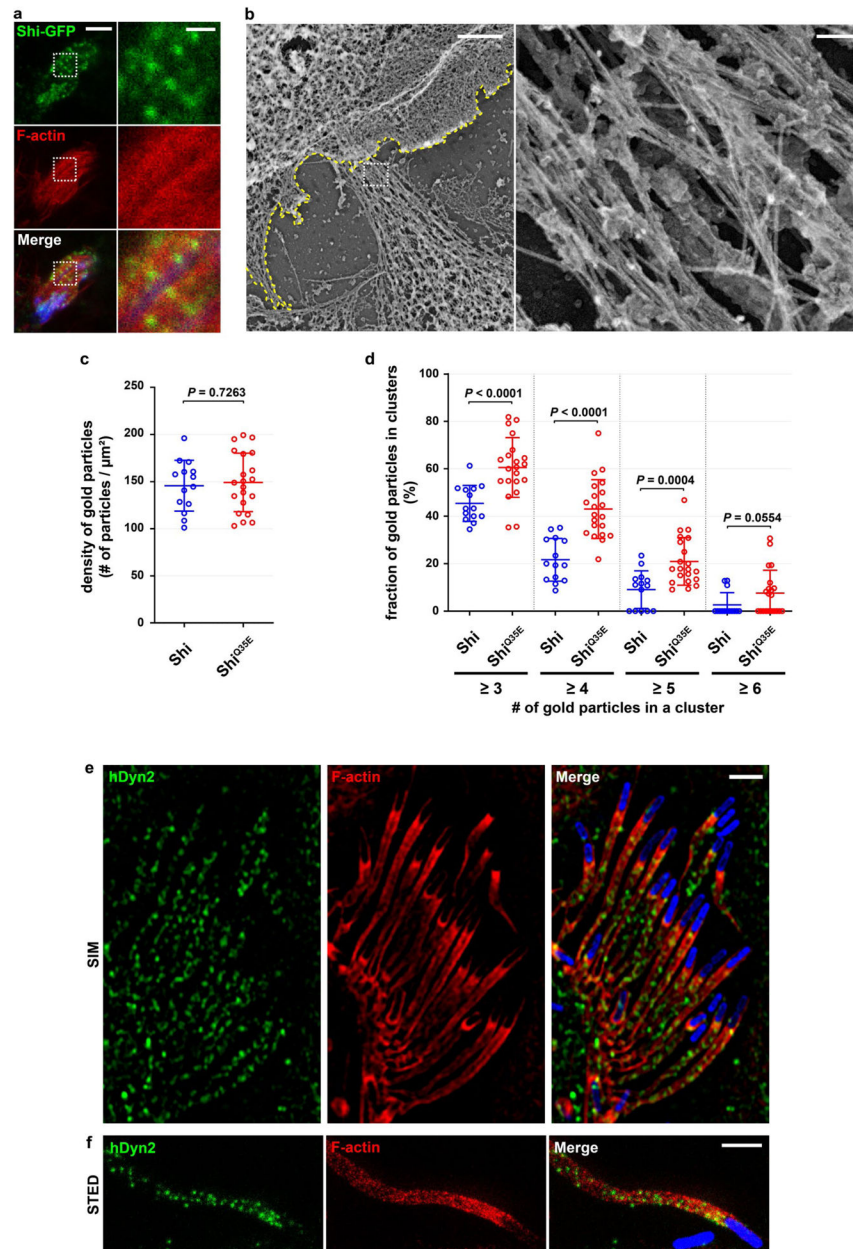 a
Shi-GFP
F-actin
Merge
b
c
250
200
150
100
50
0
density of gold particles
(# of particles / µm²)
P = 0.7263
Shi
Shi^Q35E
d
100
80
60
40
20
0
fraction of gold particles in clusters
(%)
P < 0.0001
P < 0.0001
P = 0.0004
P = 0.0554
Shi
Shi^Q35E
Shi
Shi^Q35E
Shi
Shi^Q35E
Shi
Shi^Q35E
≥ 3
≥ 4
≥ 5
≥ 6
# of gold particles in a cluster
e
hDyn2
F-actin
Merge
SIM
f
hDyn2
F-actin
Merge
STED